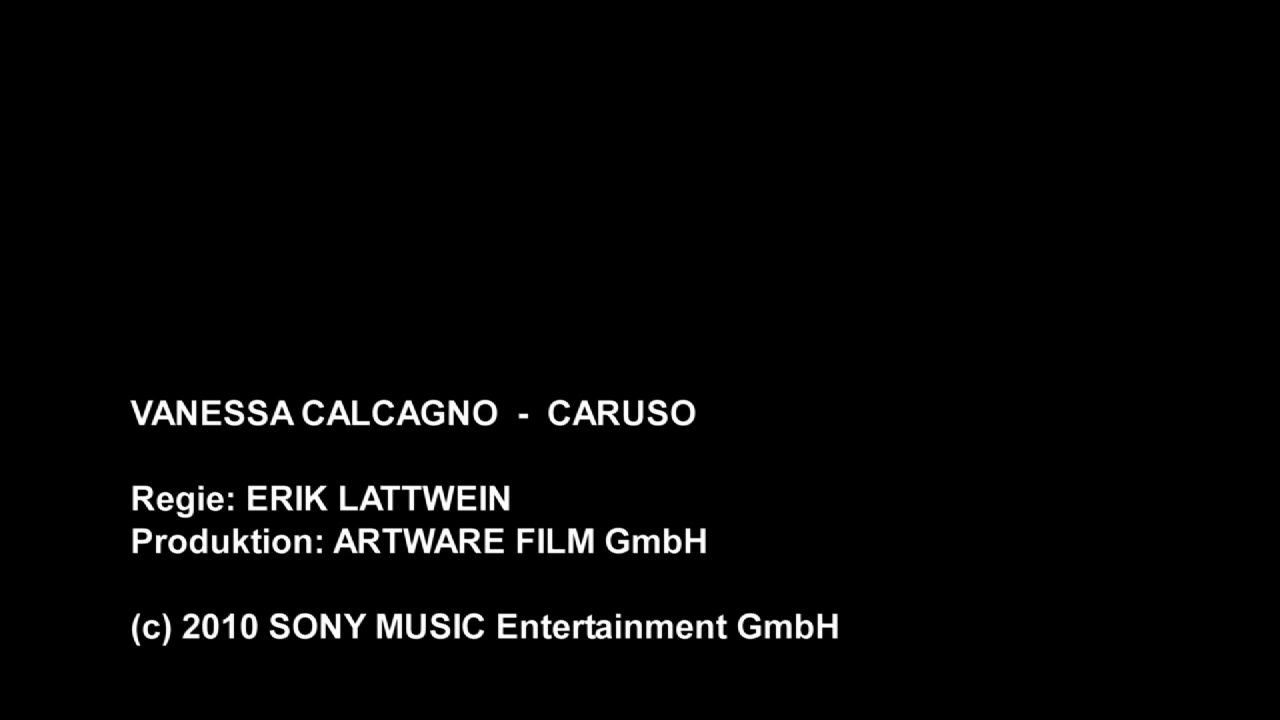 VANESSA CALCAGNO - CARUSO
Regie: ERIK LATTWEIN
Produktion: ARTWARE FILM GmbH
(c) 2010 SONY MUSIC Entertainment GmbH